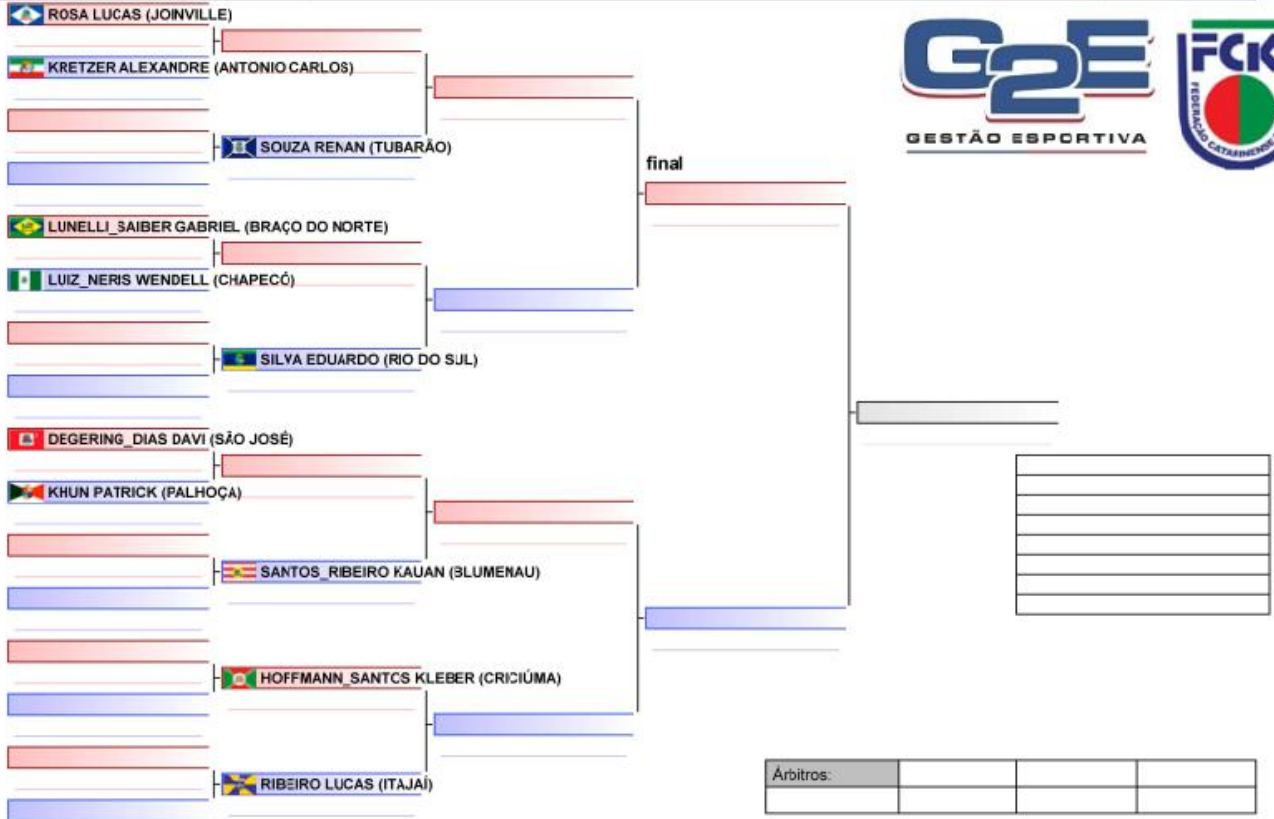 ROSA LUCAS (JOINVILLE)
KRETZER ALEXANDRE (ANTONIO CARLOS)
SOUZA RENAN (TUBARÃO)
LUNELLI_SAIBER GABRIEL (BRAÇO DO NORTE)
LUIZ_NERIS WENDELL (CHAPECÓ)
SILVA EDUARDO (RIO DO SUL)
DEGERING_DIAS DAVI (SÃO JOSÉ)
KHUN PATRICK (PALHOÇA)
SANTOS_RIBEIRO KAUAN (BLUMENAU)
HOFFMANN_SANTOS KLEBER (CRICIÚMA)
RIBEIRO LUCAS (ITAJAÍ)
final
G2E
GESTÃO ESPORTIVA
FCK
FEDERAÇÃO CATARINENSE
Árbitros: